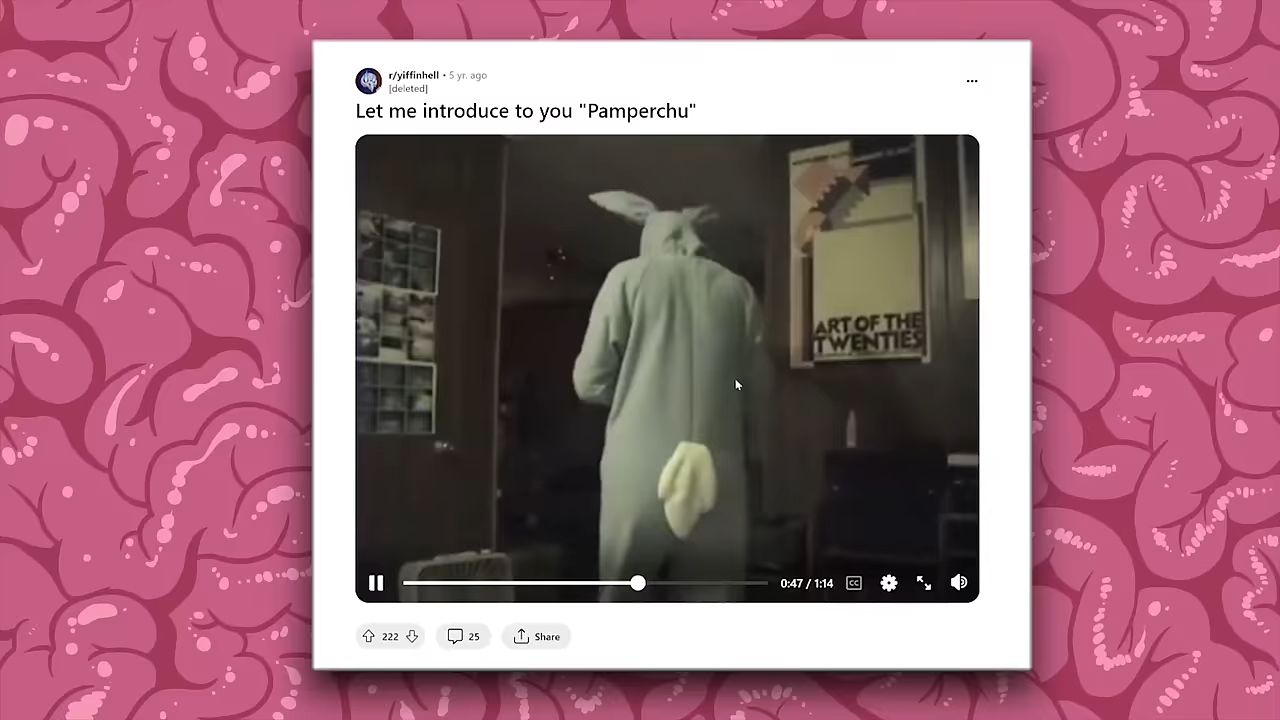 r/yiffinhell • 5 yr. ago
[deleted]
Let me introduce to you "Pamperchu"
ART OF THE
TWENTIES
0:47 / 1:14
CC
222
25
Share